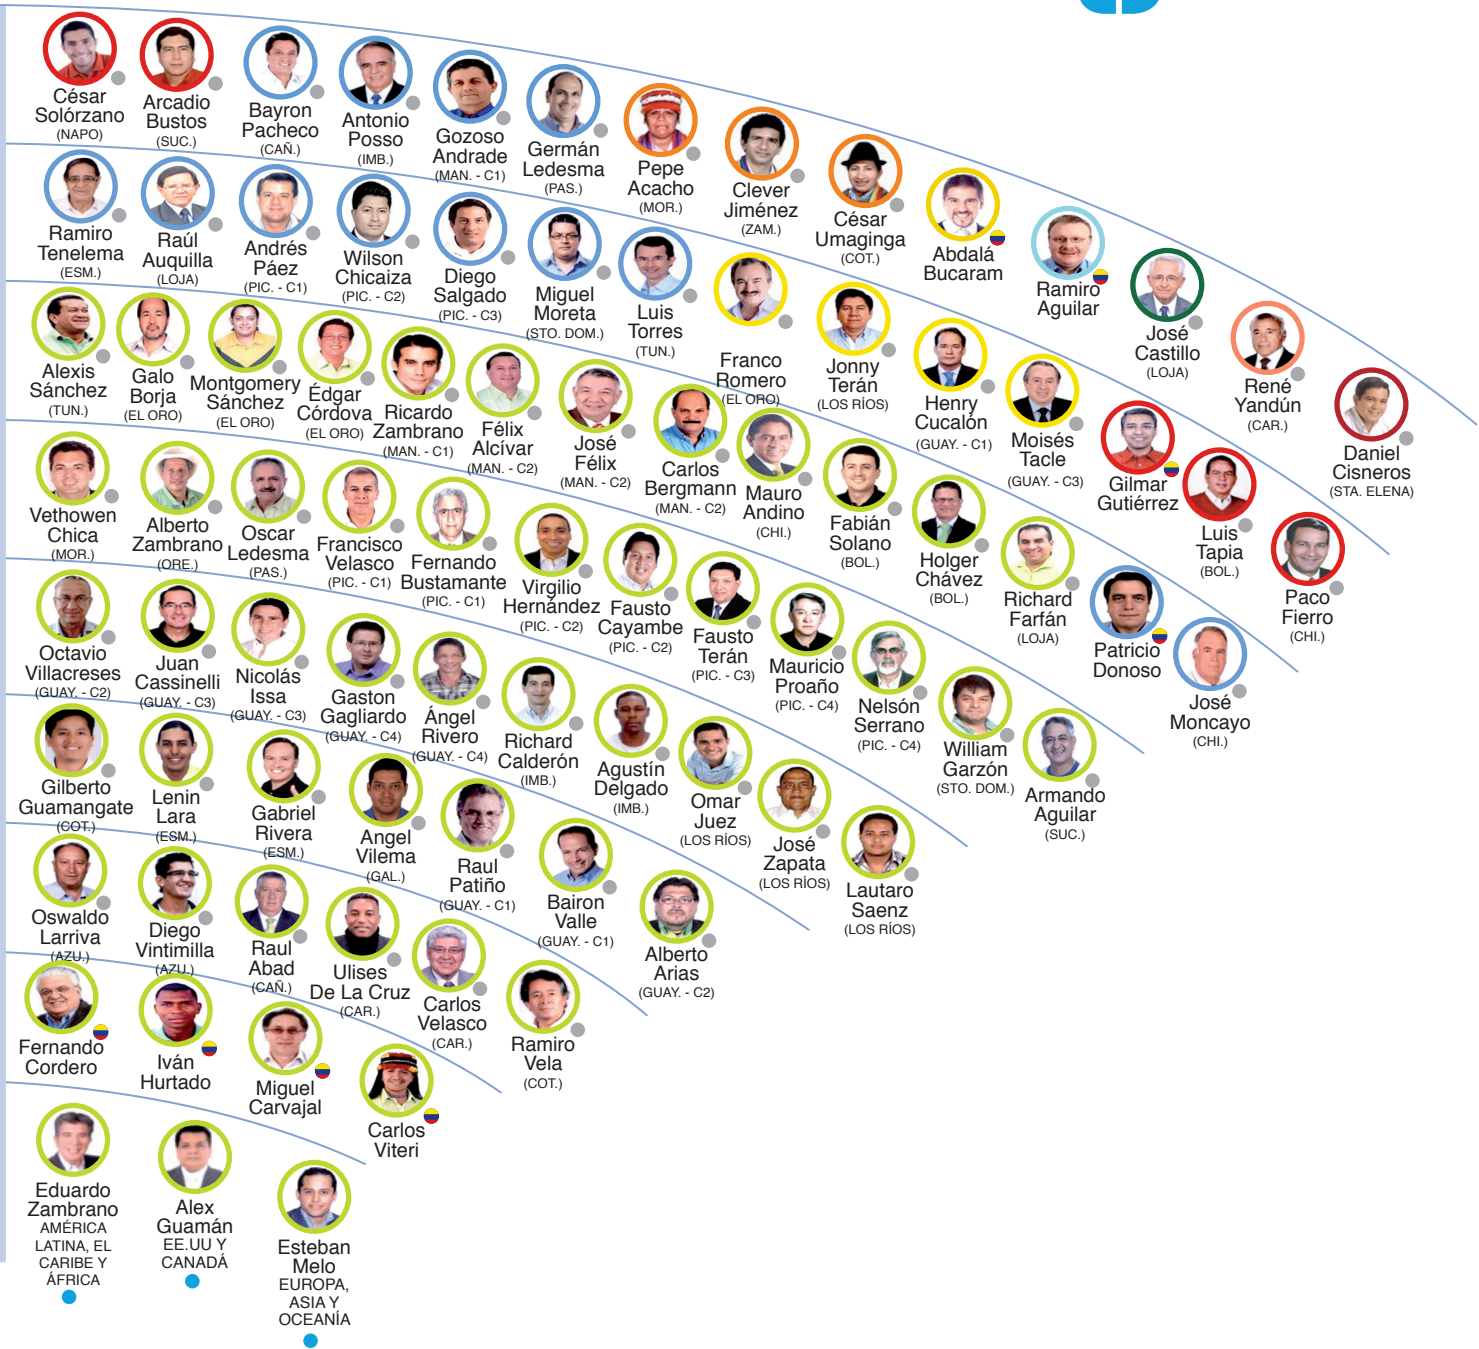 César
Solórzano
(NAPO)
Arcadio
Bustos
(SUC.)
Bayron
Pacheco
(CAÑ.)
Antonio
Posso
(IMB.)
Gozoso
Andrade
(MAN. - C1)
Germán
Ledesma
(PAS.)
Pepe
Acacho
(MOR.)
Clever
Jiménez
(ZAM.)
César
Umaginga
(COT.)
Abdalá
Bucaram
Ramiro
Aguilar
José
Castillo
(LOJA)
René
Yandún
(CAR.)
Daniel
Cisneros
(STA. ELENA)
Ramiro
Tenelema
(ESM.)
Raúl
Auquilla
(LOJA)
Andrés
Páez
(PIC. - C1)
Wilson
Chicaiza
(PIC. - C2)
Diego
Salgado
(PIC. - C3)
Miguel
Moreta
(STO. DOM.)
Luis
Torres
(TUN.)
Franco
Romero
(EL ORO)
Jonny
Terán
(LOS RÍOS)
Henry
Cucalón
(GUAY. - C1)
Moisés
Tacle
(GUAY. - C3)
Gilmar
Gutiérrez
Luis
Tapia
(BOL.)
Paco
Fierro
(CHI.)
Alexis
Sánchez
(TUN.)
Galo
Borja
(EL ORO)
Montgomery
Sánchez
(EL ORO)
Édgar
Córdova
(EL ORO)
Ricardo
Zambrano
(MAN. - C1)
Félix
Alcívar
(MAN. - C2)
José
Félix
(MAN. - C2)
Carlos
Bergmann
(MAN. - C2)
Mauro
Andino
(CHI.)
Fabián
Solano
(BOL.)
Holger
Chávez
(BOL.)
Richard
Farfán
(LOJA)
Patricio
Donoso
José
Moncayo
(CHI.)
Vethowen
Chica
(MOR.)
Alberto
Zambrano
(ORE.)
Oscar
Ledesma
(PAS.)
Francisco
Velasco
(PIC. - C1)
Fernando
Bustamante
(PIC. - C1)
Virgilio
Hernández
(PIC. - C2)
Fausto
Cayambe
(PIC. - C2)
Fausto
Terán
(PIC. - C3)
Mauricio
Proaño
(PIC. - C4)
Nelsón
Serrano
(PIC. - C4)
William
Garzón
(STO. DOM.)
Armando
Aguilar
(SUC.)
Octavio
Villacreses
(GUAY. - C2)
Juan
Cassinelli
(GUAY. - C3)
Nicolás
Issa
(GUAY. - C3)
Gaston
Gagliardo
(GUAY. - C4)
Ángel
Rivero
(GUAY. - C4)
Richard
Calderón
(IMB.)
Agustín
Delgado
(IMB.)
Omar
Juez
(LOS RÍOS)
José
Zapata
(LOS RÍOS)
Lautaro
Saenz
(LOS RÍOS)
Gilberto
Guamangate
(COT.)
Lenin
Lara
(ESM.)
Gabriel
Rivera
(ESM.)
Angel
Vilema
(GAL.)
Raul
Patiño
(GUAY. - C1)
Bairon
Valle
(GUAY. - C1)
Alberto
Arias
(GUAY. - C2)
Oswaldo
Larriva
(AZU.)
Diego
Vintimilla
(AZU.)
Raul
Abad
(CAÑ.)
Ulises
De La Cruz
(CAR.)
Carlos
Velasco
(CAR.)
Ramiro
Vela
(COT.)
Fernando
Cordero
Iván
Hurtado
Miguel
Carvajal
Carlos
Viteri
Eduardo
Zambrano
AMÉRICA
LATINA, EL
CARIBE Y
ÁFRICA
Alex
Guamán
EE.UU Y
CANADÁ
Esteban
Melo
EUROPA,
ASIA Y
OCEANÍA